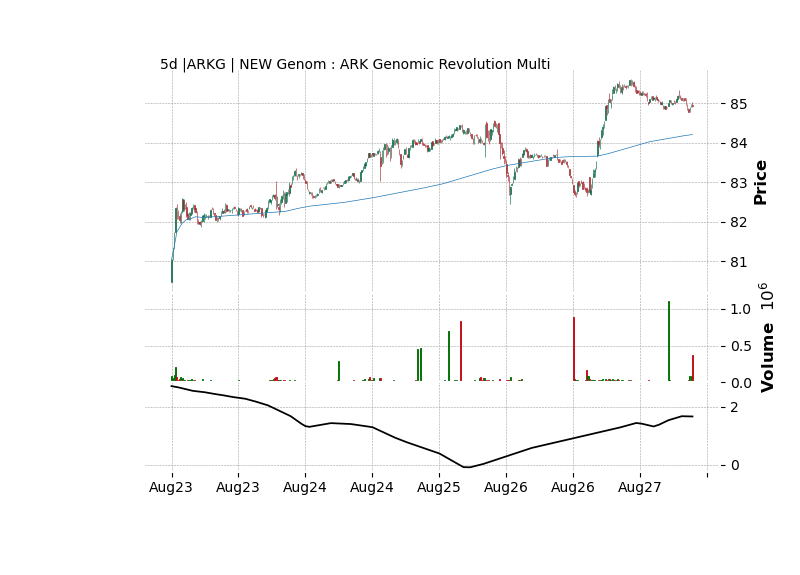 5d |ARKG | NEW Genom : ARK Genomic Revolution Multi
85
84
83
82
81
Price
1.0
0.5
0.0
Volume 10^6
2
0
Aug23 Aug23 Aug24 Aug24 Aug25 Aug26 Aug26 Aug27